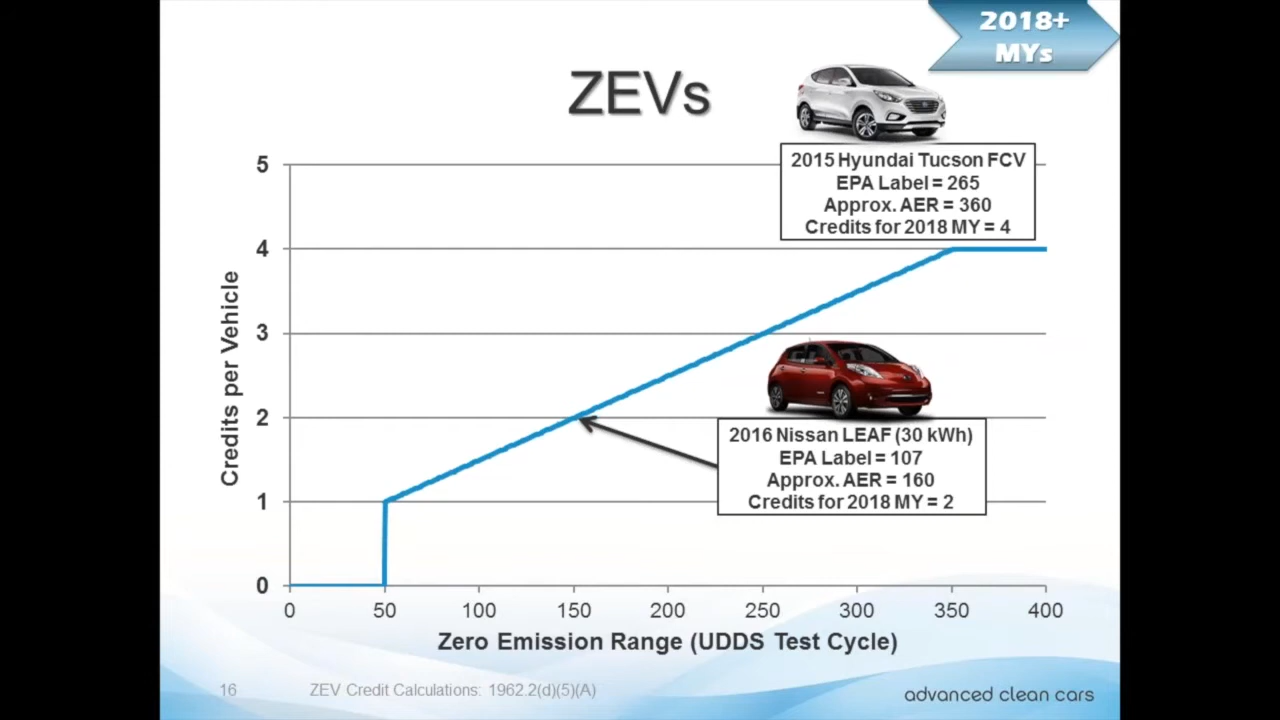 2018+
MYs
ZEVs
2015 Hyundai Tucson FCV
EPA Label = 265
Approx. AER = 360
Credits for 2018 MY = 4
5
4
3
2
1
0
Credits per Vehicle
2016 Nissan LEAF (30 kWh)
EPA Label = 107
Approx. AER = 160
Credits for 2018 MY = 2
0 50 100 150 200 250 300 350 400
Zero Emission Range (UDDS Test Cycle)
16 ZEV Credit Calculations: 1962.2(d)(5)(A)
advanced clean cars